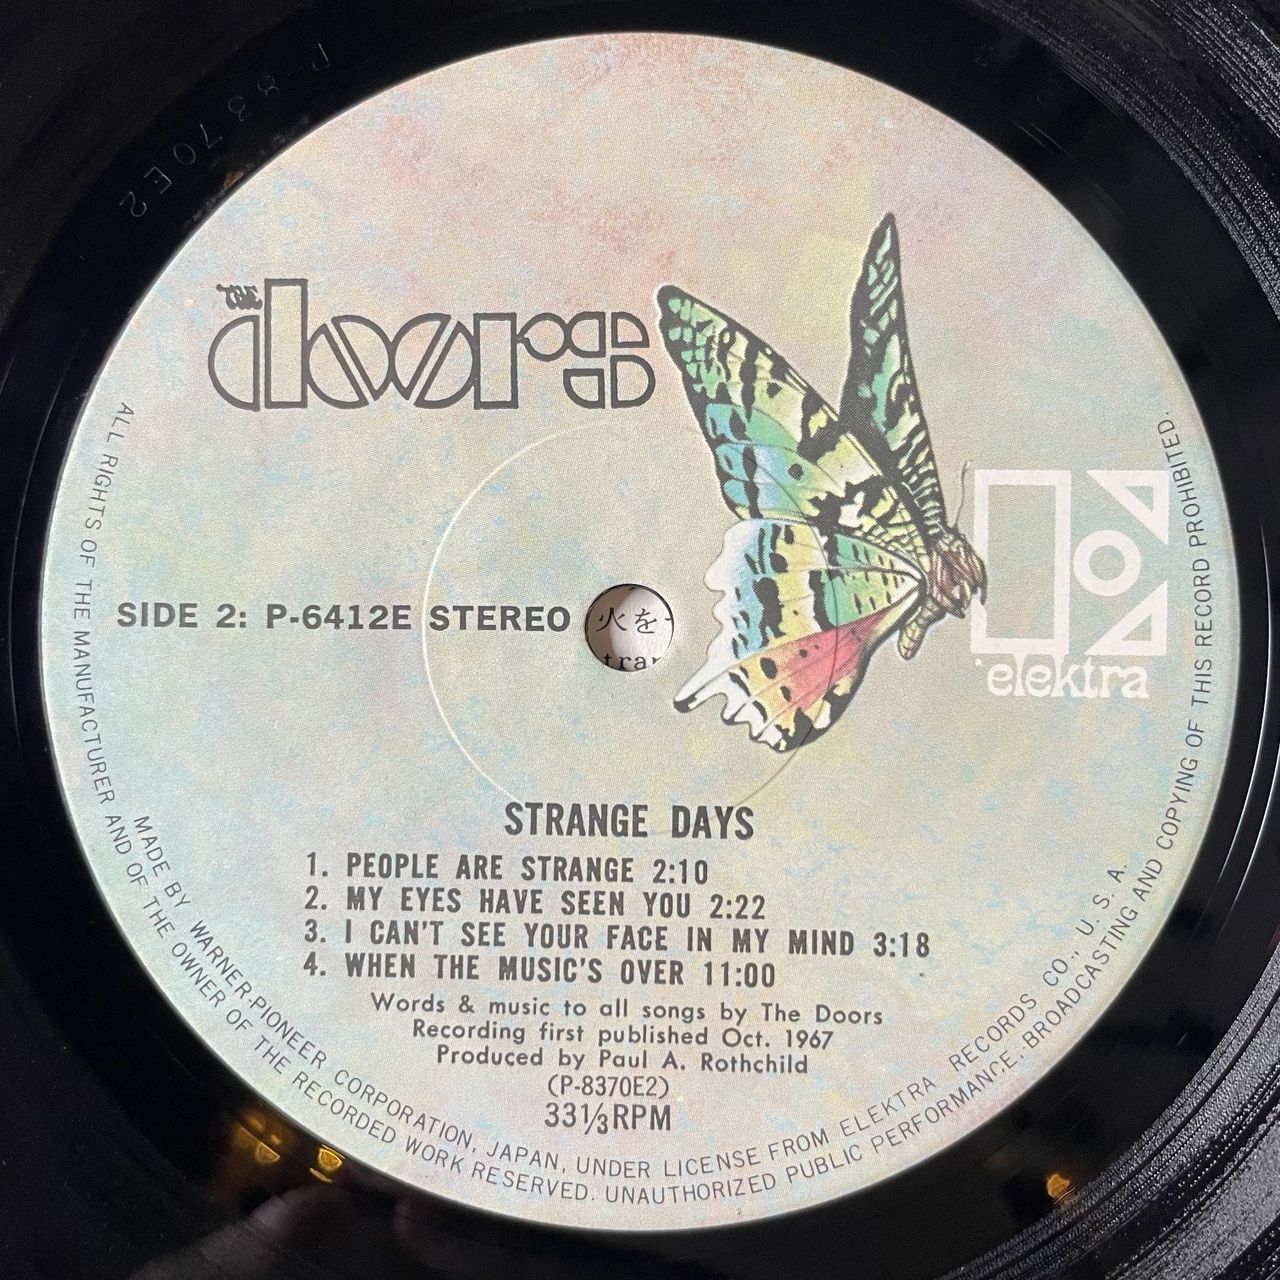 P-8370E2
THE
doors
elektra
SIDE 2: P-6412E STEREO
火を
trar
STRANGE DAYS
1. PEOPLE ARE STRANGE 2:10
2. MY EYES HAVE SEEN YOU 2:22
3. I CAN'T SEE YOUR FACE IN MY MIND 3:18
4. WHEN THE MUSIC'S OVER 11:00
Words & music to all songs by The Doors
Recording first published Oct. 1967
Produced by Paul A. Rothchild
(P-8370E2)
33⅓RPM
MADE BY WARNER-PIONEER CORPORATION, JAPAN, UNDER LICENSE FROM ELEKTRA RECORDS CO., U. S. A.
ALL RIGHTS OF THE MANUFACTURER AND OF THE OWNER OF THE RECORDED WORK RESERVED. UNAUTHORIZED PUBLIC PERFORMANCE, BROADCASTING AND COPYING OF THIS RECORD PROHIBITED.